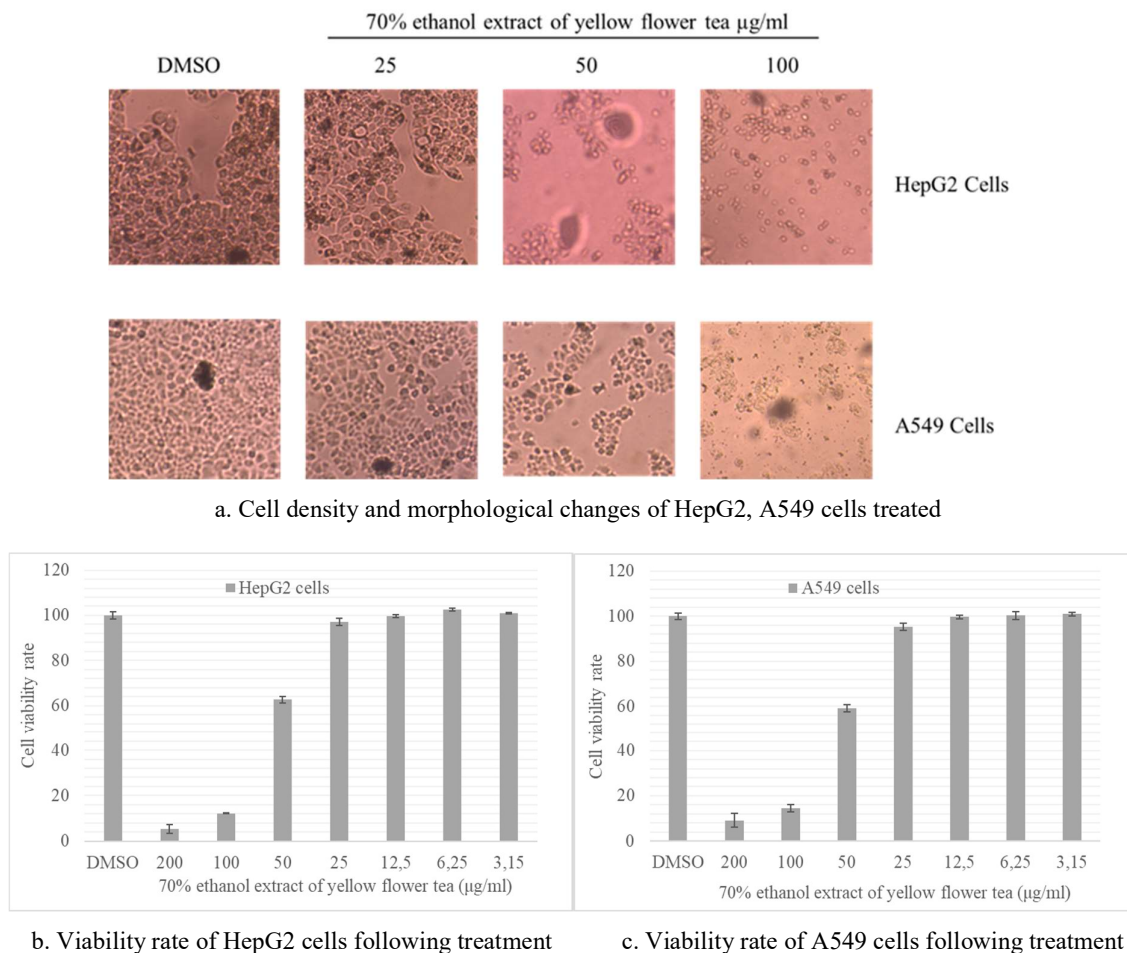 70% ethanol extract of yellow flower tea µg/ml
DMSO 25 50 100
HepG2 Cells
A549 Cells
a. Cell density and morphological changes of HepG2, A549 cells treated
120
100
80
60
40
20
0
Cell viability rate
HepG2 cells
DMSO 200 100 50 25 12,5 6,25 3,15
70% ethanol extract of yellow flower tea (µg/ml)
120
100
80
60
40
20
0
Cell viability rate
A549 cells
DMSO 200 100 50 25 12,5 6,25 3,15
70% ethanol extract of yellow flower tea (µg/ml)
b. Viability rate of HepG2 cells following treatment
c. Viability rate of A549 cells following treatment